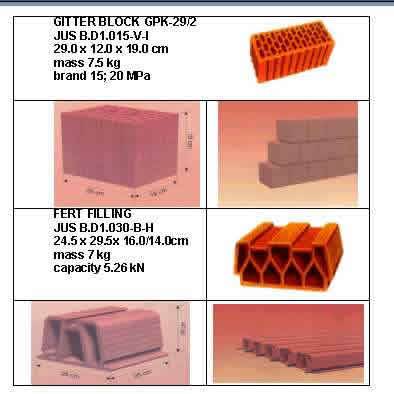 GITTER BLOCK GPK-29/2
JUS B.D1.015-V-I
29.0 x 12.0 x 19.0 cm
mass 7.5 kg
brand 15; 20 MPa
FERT FILLING
JUS B.D1.030-B-H
24.5 x 29.5x 16.0/14.0cm
mass 7 kg
capacity 5.26 kN